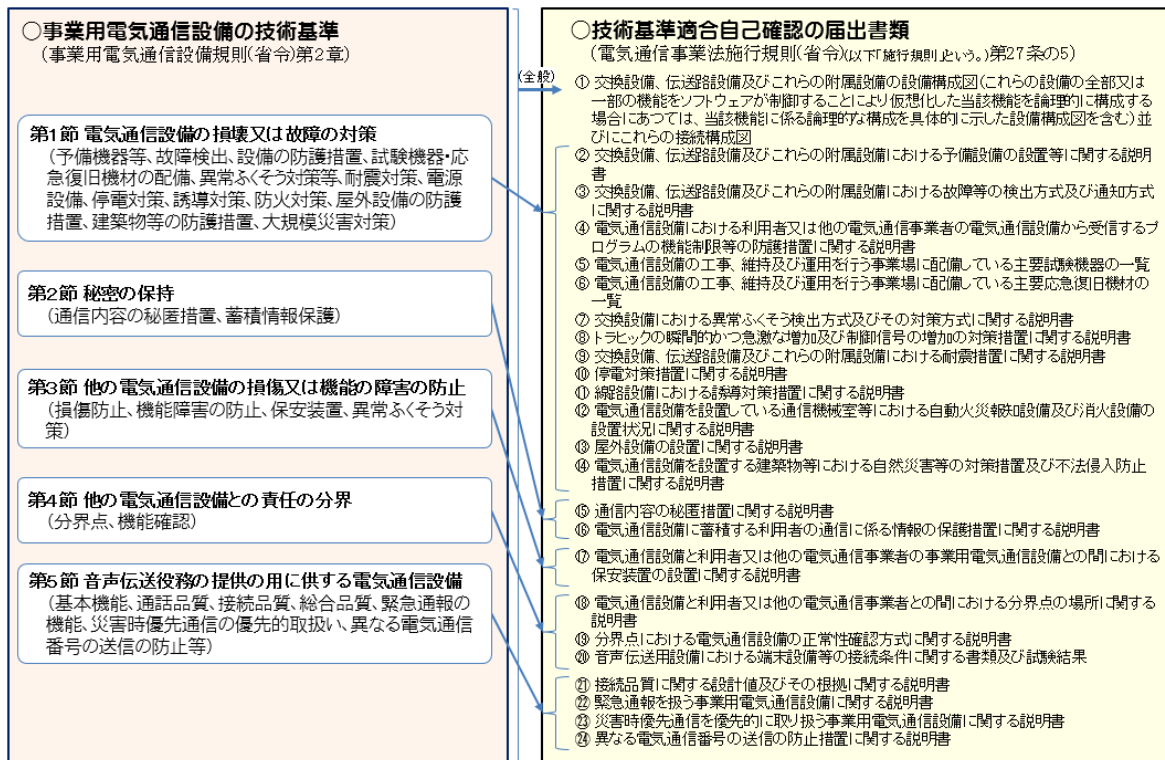 ○事業用電気通信設備の技術基準
(事業用電気通信設備規則(省令)第2章)
第1節 電気通信設備の損壊又は故障の対策
(予備機器等、故障検出、設備の防護措置、試験機器・応
急復旧機材の配備、異常ふくそう対策等、耐震対策、電源
設備、停電対策、誘導対策、防火対策、屋外設備の防護
措置、建築物等の防護措置、大規模災害対策)
第2節 秘密の保持
(通信内容の秘匿措置、蓄積情報保護)
第3節 他の電気通信設備の損傷又は機能の障害の防止
(損傷防止、機能障害の防止、保安装置、異常ふくそう対
策)
第4節 他の電気通信設備との責任の分界
(分界点、機能確認)
第5節 音声伝送役務の提供の用に供する電気通信設備
(基本機能、通話品質、接続品質、総合品質、緊急通報の
機能、災害時優先通信の優先的取扱い、異なる電気通信
番号の送信の防止等)
(全般)
○技術基準適合自己確認の届出書類
(電気通信事業法施行規則(省令)(以下「施行規則」という。)第27条の5)
① 交換設備、伝送路設備及びこれらの附属設備の設備構成図(これらの設備の全部又は
一部の機能をソフトウェアが制御することにより仮想化した当該機能を論理的に構成する
場合にあつては、当該機能に係る論理的な構成を具体的に示した設備構成図を含む)並
びにこれらの接続構成図
② 交換設備、伝送路設備及びこれらの附属設備における予備設備の設置等に関する説明
書
③ 交換設備、伝送路設備及びこれらの附属設備における故障等の検出方式及び通知方式
に関する説明書
④ 電気通信設備における利用者又は他の電気通信事業者の電気通信設備から受信するプ
ログラムの機能制限等の防護措置に関する説明書
⑤ 電気通信設備の工事、維持及び運用を行う事業場に配備している主要試験機器の一覧
⑥ 電気通信設備の工事、維持及び運用を行う事業場に配備している主要応急復旧機材の
一覧
⑦ 交換設備における異常ふくそう検出方式及びその対策方式に関する説明書
⑧ トラヒックの瞬間的かつ急激な増加及び制御信号の増加の対策措置に関する説明書
⑨ 交換設備、伝送路設備及びこれらの附属設備における耐震措置に関する説明書
⑩ 停電対策措置に関する説明書
⑪ 線路設備における誘導対策措置に関する説明書
⑫ 電気通信設備を設置している通信機械室等における自動火災報知設備及び消火設備の
設置状況に関する説明書
⑬ 屋外設備の設置に関する説明書
⑭ 電気通信設備を設置する建築物等における自然災害等の対策措置及び不法侵入防止
措置に関する説明書
⑮ 通信内容の秘匿措置に関する説明書
⑯ 電気通信設備に蓄積する利用者の通信に係る情報の保護措置に関する説明書
⑰ 電気通信設備と利用者又は他の電気通信事業者の事業用電気通信設備との間における
保安装置の設置に関する説明書
⑱ 電気通信設備と利用者又は他の電気通信事業者との間における分界点の場所に関する
説明書
⑲ 分界点における電気通信設備の正常性確認方式に関する説明書
⑳ 音声伝送用設備における端末設備等の接続条件に関する書類及び試験結果
㉑ 接続品質に関する設計値及びその根拠に関する説明書
㉒ 緊急通報を扱う事業用電気通信設備に関する説明書
㉓ 災害時優先通信を優先的に取り扱う事業用電気通信設備に関する説明書
㉔ 異なる電気通信番号の送信の防止措置に関する説明書